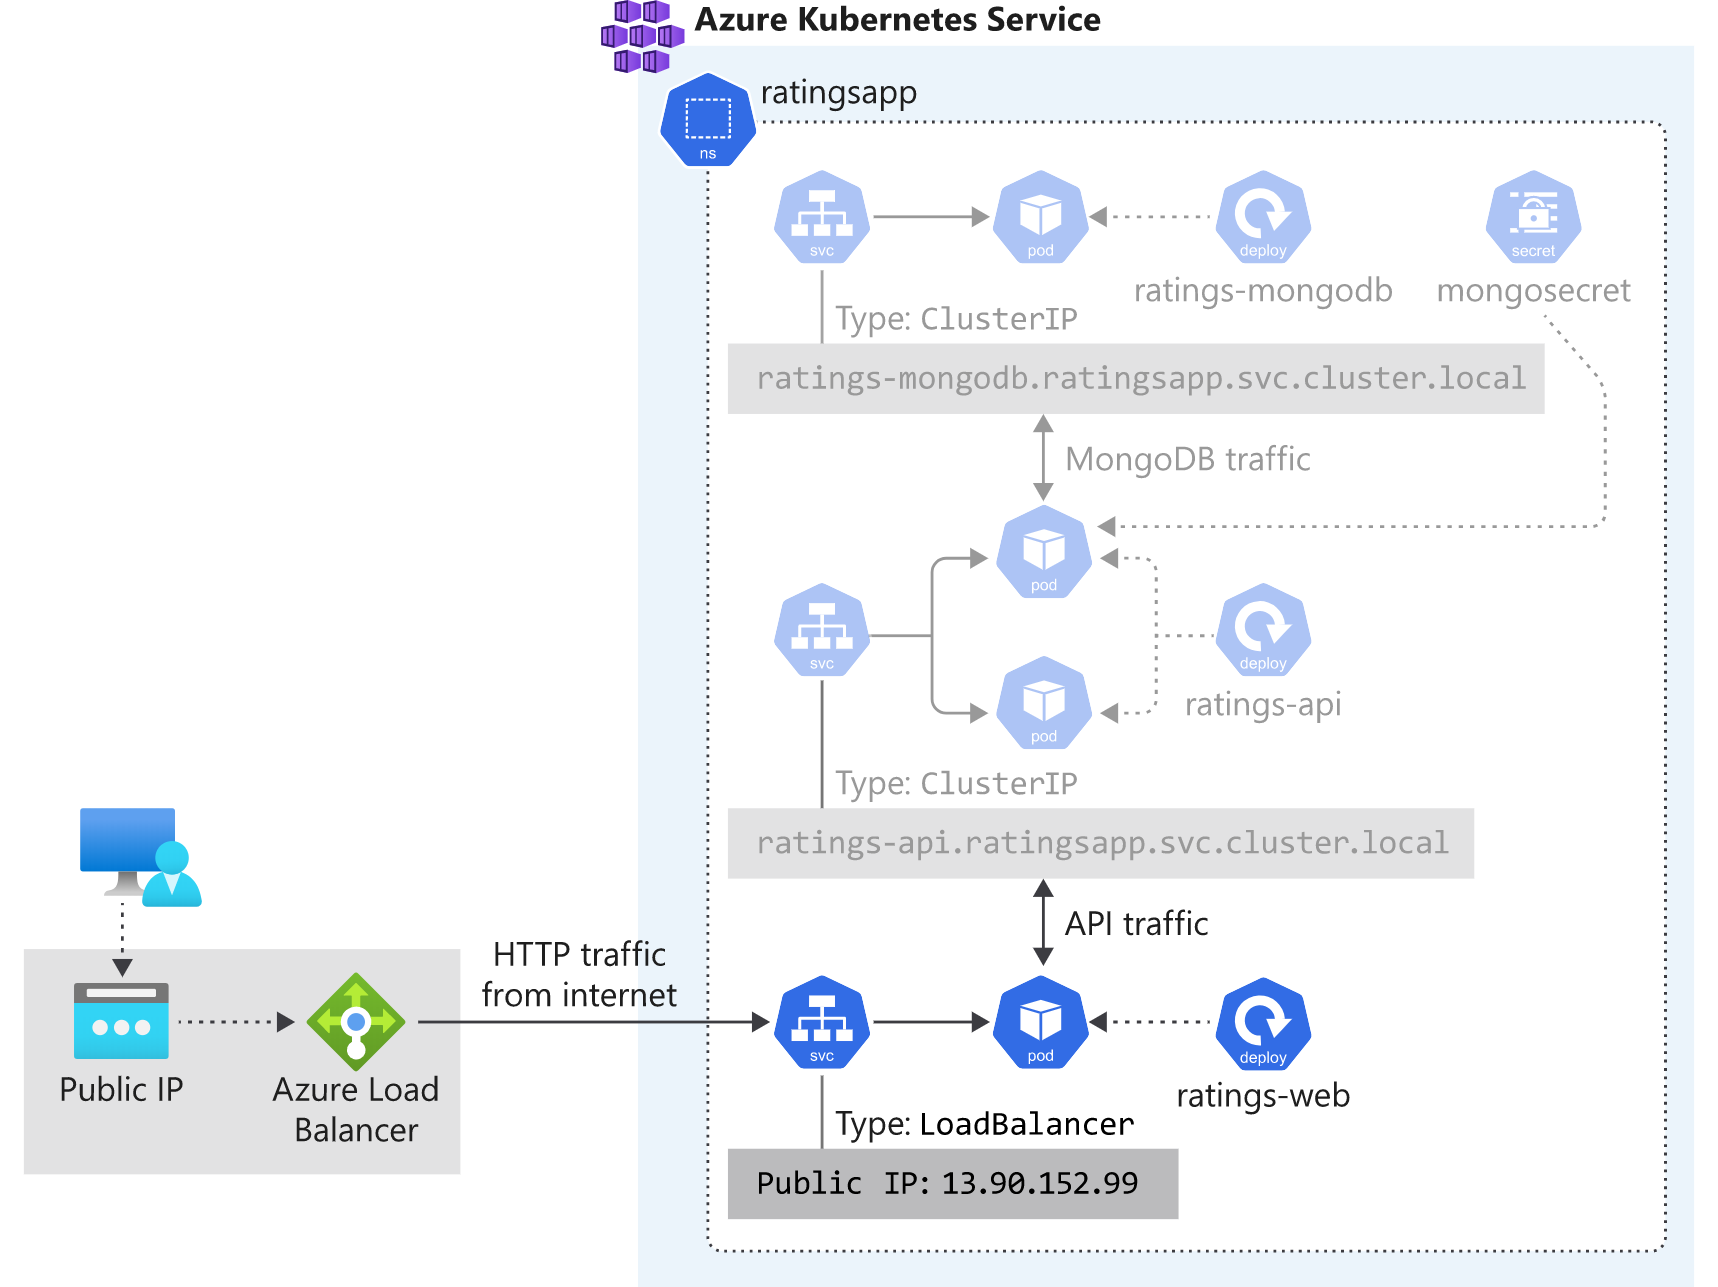 Azure Kubernetes Service
ratingsapp
ns
svc
pod
deploy
secret
ratings-mongodb
mongosecret
Type: ClusterIP
ratings-mongodb.ratingsapp.svc.cluster.local
MongoDB traffic
pod
svc
deploy
pod
ratings-api
Type: ClusterIP
ratings-api.ratingsapp.svc.cluster.local
API traffic
HTTP traffic
from internet
svc
pod
deploy
Public IP
Azure Load
Balancer
ratings-web
Type: LoadBalancer
Public IP: 13.90.152.99